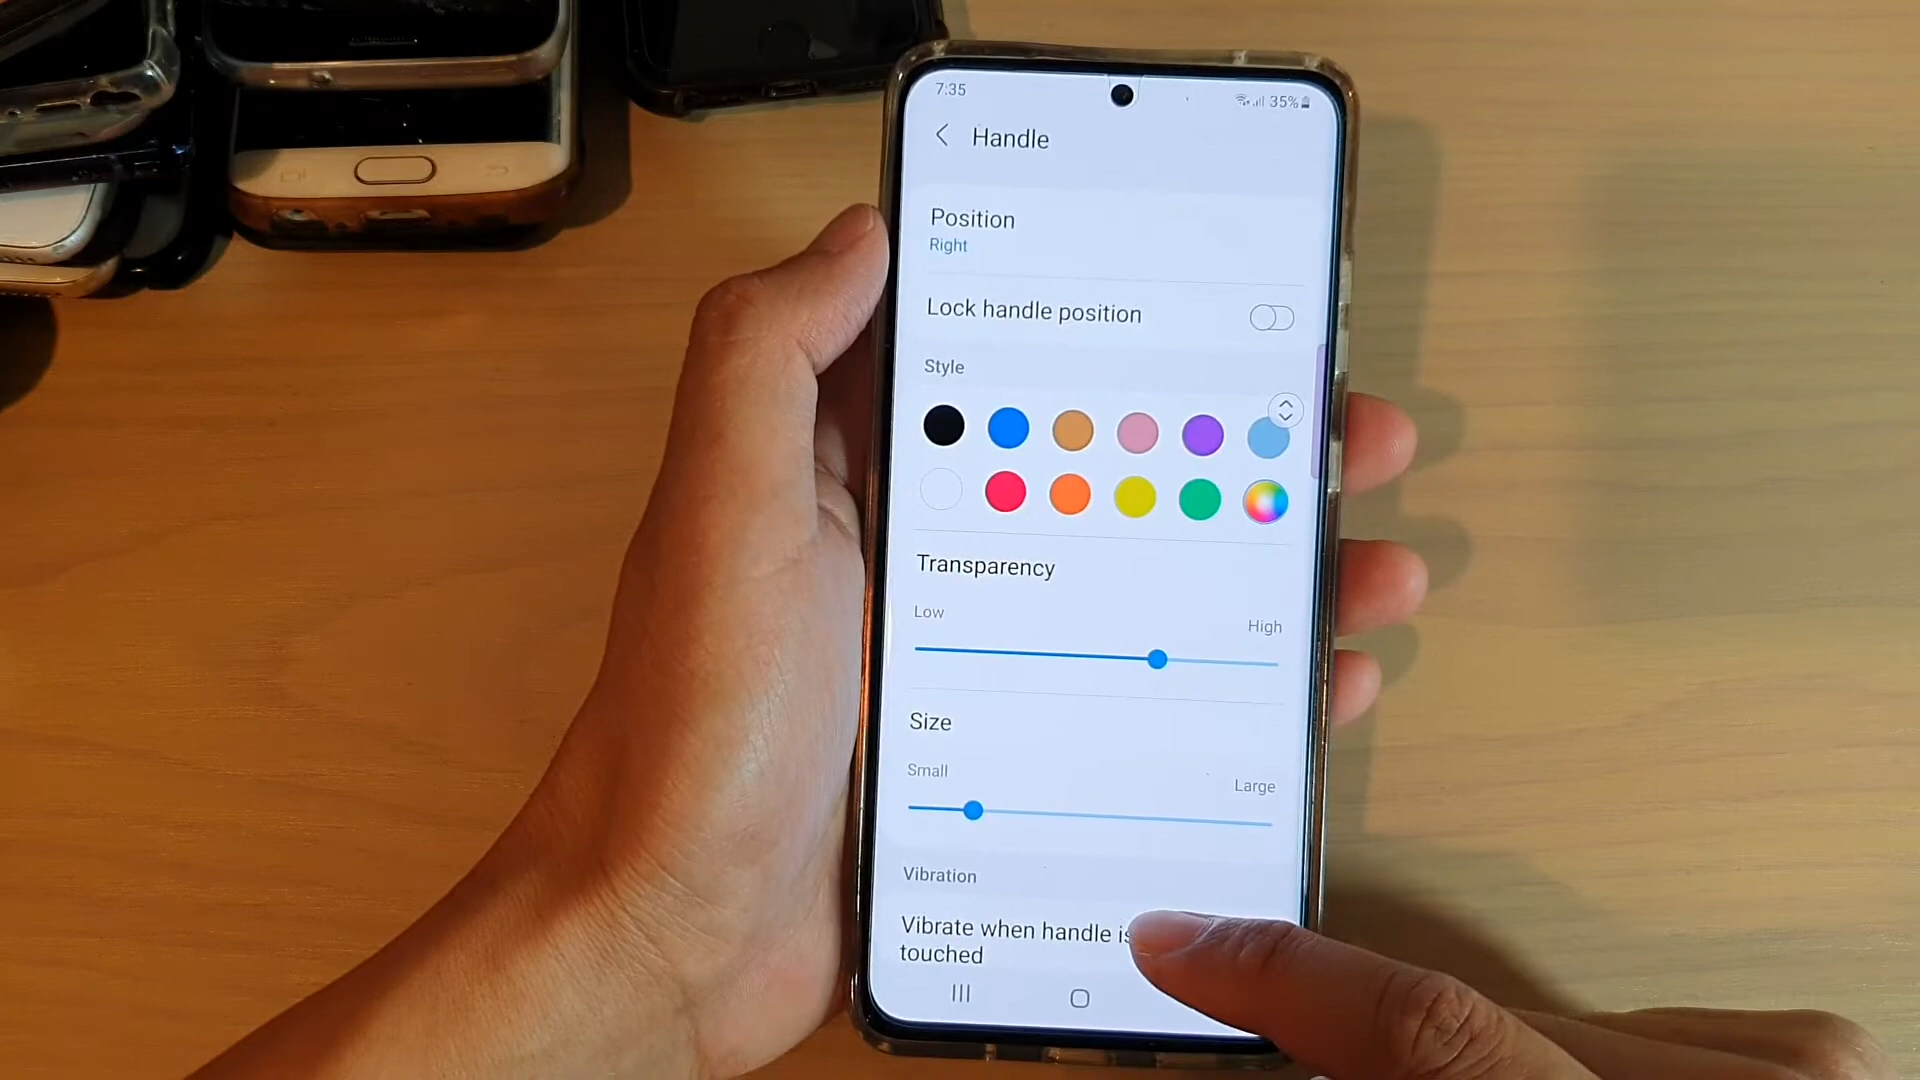 7:35
35%
Handle
Position
Right
Lock handle position
Style
Transparency
Low
High
Size
Small
Large
Vibration
Vibrate when handle is
touched